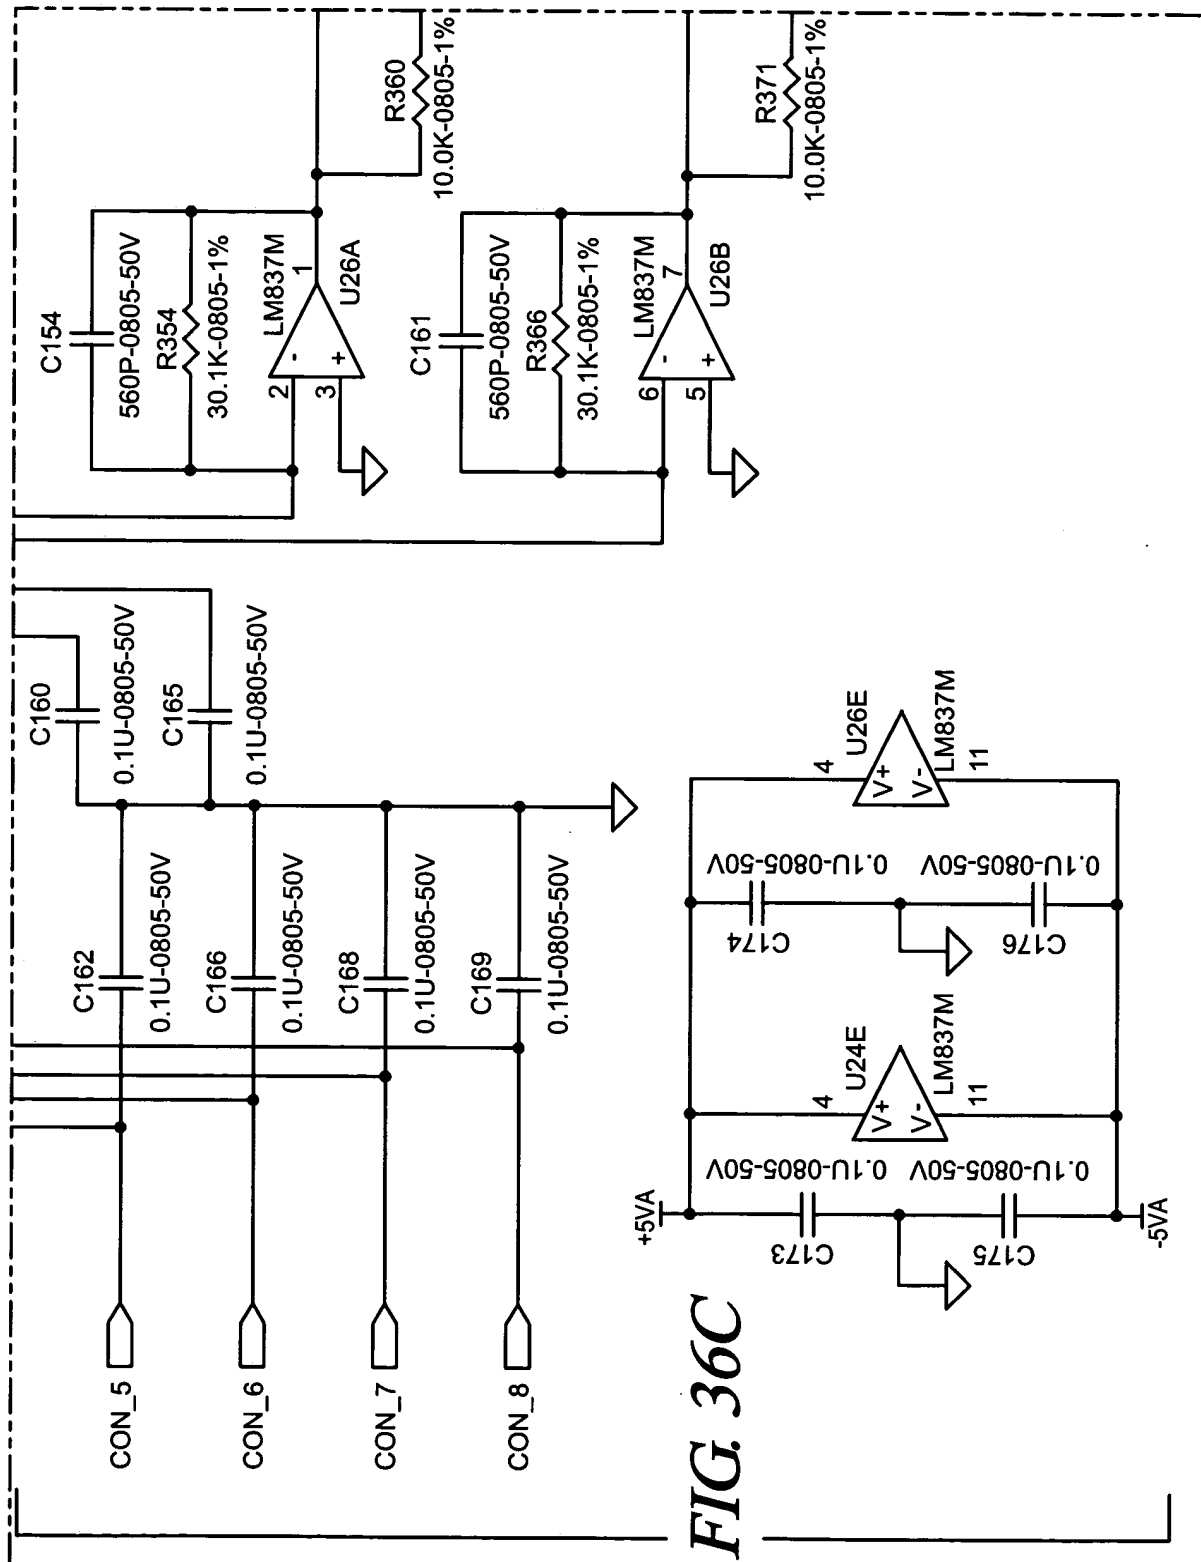 C154
560P-0805-50V
R354
30.1K-0805-1%
LM837M
2
3
-
+
1
U26A
R360
10.0K-0805-1%
C161
560P-0805-50V
R366
30.1K-0805-1%
LM837M
6
5
-
+
7
U26B
R371
10.0K-0805-1%
C160
0.1U-0805-50V
C165
0.1U-0805-50V
CON_5
C162
0.1U-0805-50V
CON_6
C166
0.1U-0805-50V
CON_7
C168
0.1U-0805-50V
CON_8
C169
0.1U-0805-50V
+5VA
C173
0.1U-0805-50V
C175
0.1U-0805-50V
-5VA
4
U24E
V+
V-
LM837M
11
C174
0.1U-0805-50V
C176
0.1U-0805-50V
4
U26E
V+
V-
LM837M
11
FIG. 36C